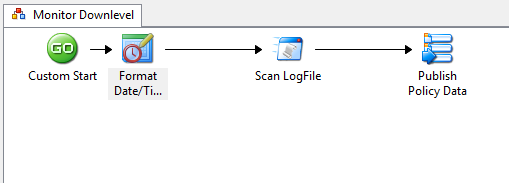 Monitor Downlevel
GO
Custom Start
Format
Date/Ti...
Scan LogFile
Publish
Policy Data